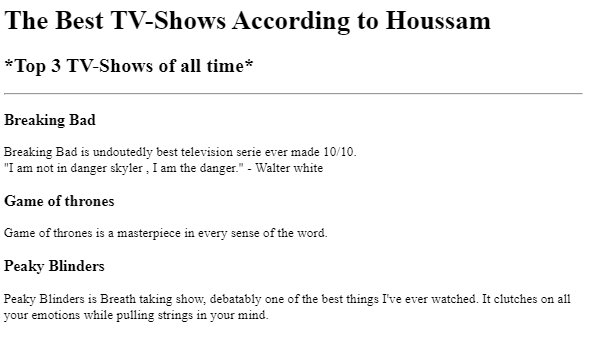 The Best TV-Shows According to Houssam
*Top 3 TV-Shows of all time*
Breaking Bad
Breaking Bad is undoutedly best television serie ever made 10/10.
"I am not in danger skyler , I am the danger." - Walter white
Game of thrones
Game of thrones is a masterpiece in every sense of the word.
Peaky Blinders
Peaky Blinders is Breath taking show, debatably one of the best things I've ever watched. It clutches on all
your emotions while pulling strings in your mind.